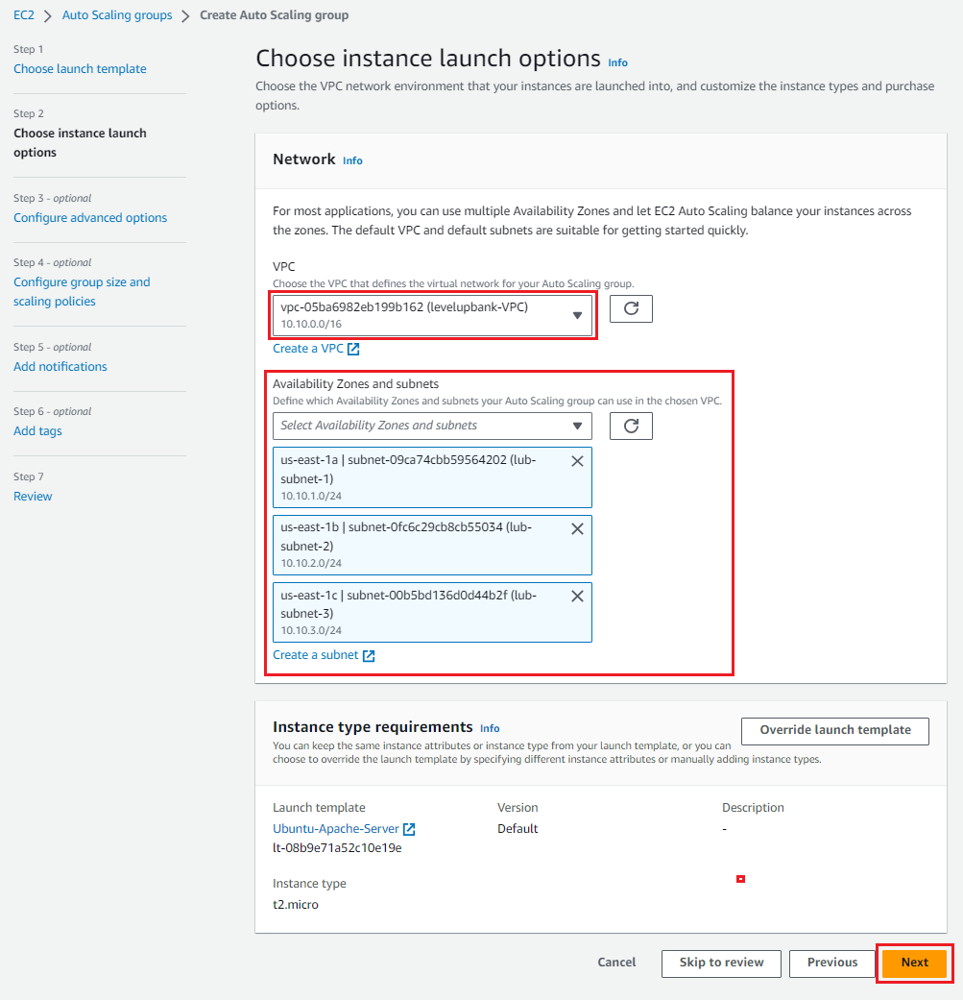 EC2 > Auto Scaling groups > Create Auto Scaling group
Step 1
Choose launch template
Step 2
Choose instance launch
options
Step 3 - optional
Configure advanced options
Step 4 - optional
Configure group size and
scaling policies
Step 5 - optional
Add notifications
Step 6 - optional
Add tags
Step 7
Review
Choose instance launch options Info
Choose the VPC network environment that your instances are launched into, and customize the instance types and purchase
options.
Network Info
For most applications, you can use multiple Availability Zones and let EC2 Auto Scaling balance your instances across
the zones. The default VPC and default subnets are suitable for getting started quickly.
VPC
Choose the VPC that defines the virtual network for your Auto Scaling group.
vpc-05ba6982eb199b162 (levelupbank-VPC)
10.10.0.0/16
Create a VPC
Availability Zones and subnets
Define which Availability Zones and subnets your Auto Scaling group can use in the chosen VPC.
Select Availability Zones and subnets
us-east-1a | subnet-09ca74cbb59564202 (lub-
subnet-1)
10.10.1.0/24
us-east-1b | subnet-0fc6c29cb8cb55034 (lub-
subnet-2)
10.10.2.0/24
us-east-1c | subnet-00b5bd136d0d44b2f (lub-
subnet-3)
10.10.3.0/24
Create a subnet
Instance type requirements Info
Override launch template
You can keep the same instance attributes or instance type from your launch template, or you can
choose to override the launch template by specifying different instance attributes or manually adding instance types.
Launch template
Ubuntu-Apache-Server
lt-08b9e71a52c10e19e
Version
Default
Description
-
Instance type
t2.micro
Cancel
Skip to review
Previous
Next